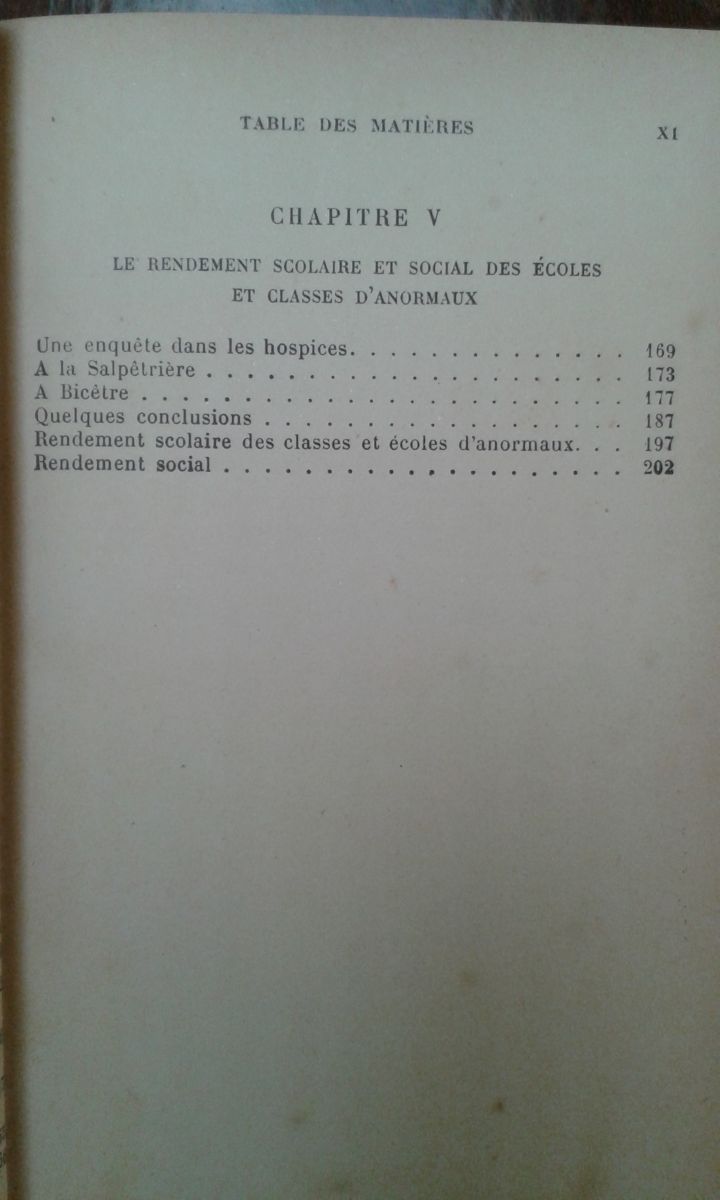 TABLE DES MATIÈRES XI
CHAPITRE V
LE RENDEMENT SCOLAIRE ET SOCIAL DES ÉCOLES
ET CLASSES D'ANORMAUX
Une enquête dans les hospices. . . . . . . . . . . . . . 169
A la Salpêtrière . . . . . . . . . . . . . . . . . . . . 173
A Bicêtre . . . . . . . . . . . . . . . . . . . . . . . 177
Quelques conclusions . . . . . . . . . . . . . . . . . . 187
Rendement scolaire des classes et écoles d'anormaux. . . 197
Rendement social . . . . . . . . . . . . . . . . . . . . 202